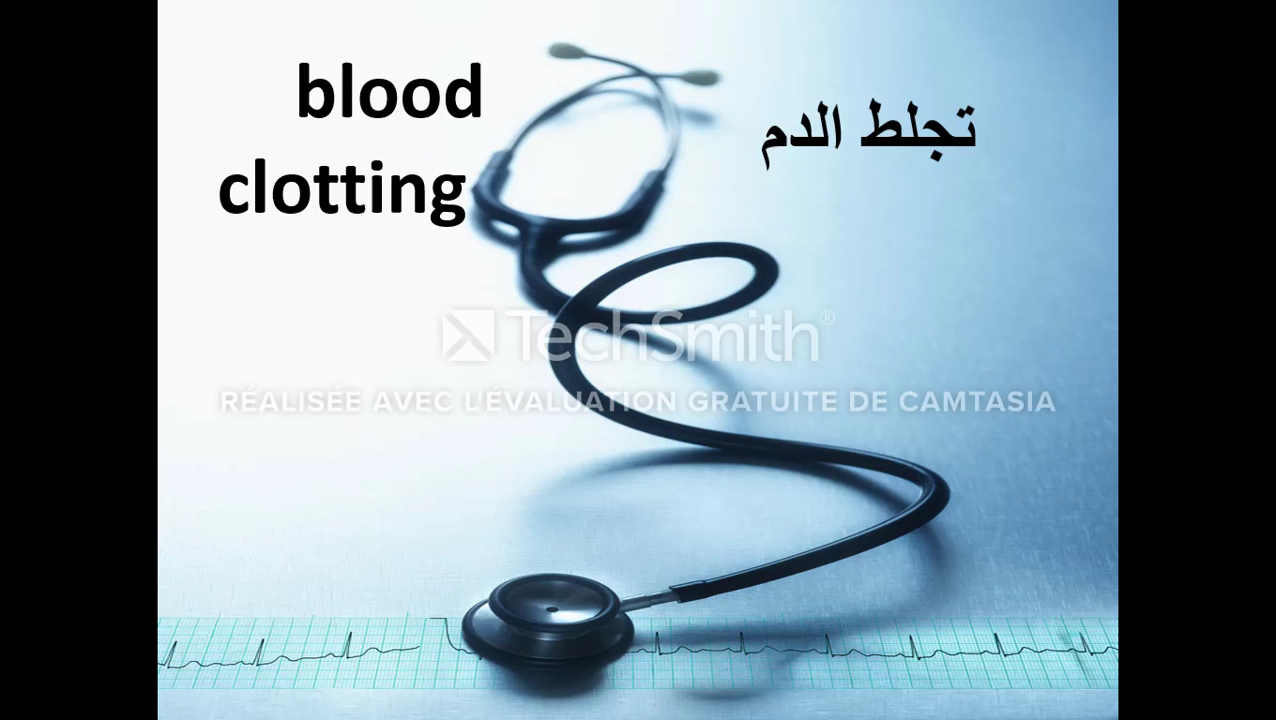 blood
clotting
تجلط الدم
TechSmith®
RÉALISÉE AVEC L'ÉVALUATION GRATUITE DE CAMTASIA